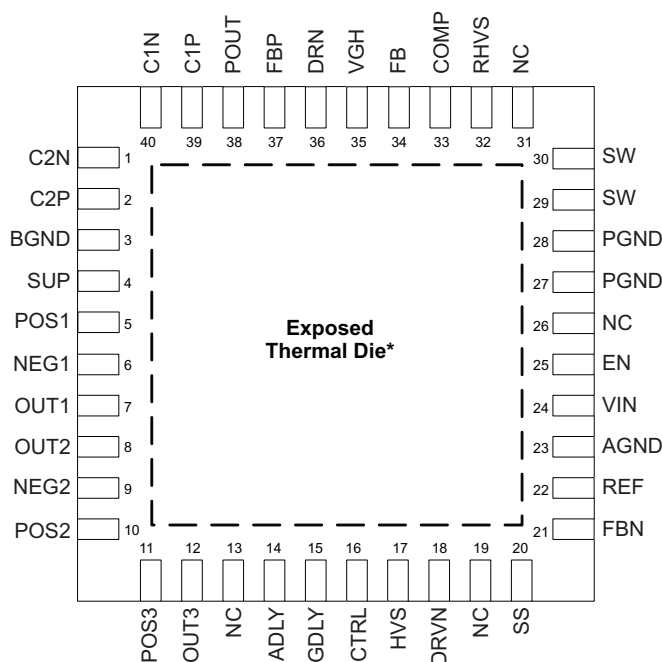 C1N
C1P
POUT
FBP
DRN
VGH
FB
COMP
RHVS
NC
40 39 38 37 36 35 34 33 32 31
C2N 1
C2P 2
BGND 3
SUP 4
POS1 5
NEG1 6
OUT1 7
OUT2 8
NEG2 9
POS2 10
Exposed
Thermal Die*
30 SW
29 SW
28 PGND
27 PGND
26 NC
25 EN
24 VIN
23 AGND
22 REF
21 FBN
11 12 13 14 15 16 17 18 19 20
POS3
OUT3
NC
ADLY
GDLY
CTRL
HVS
DRVN
NC
SS